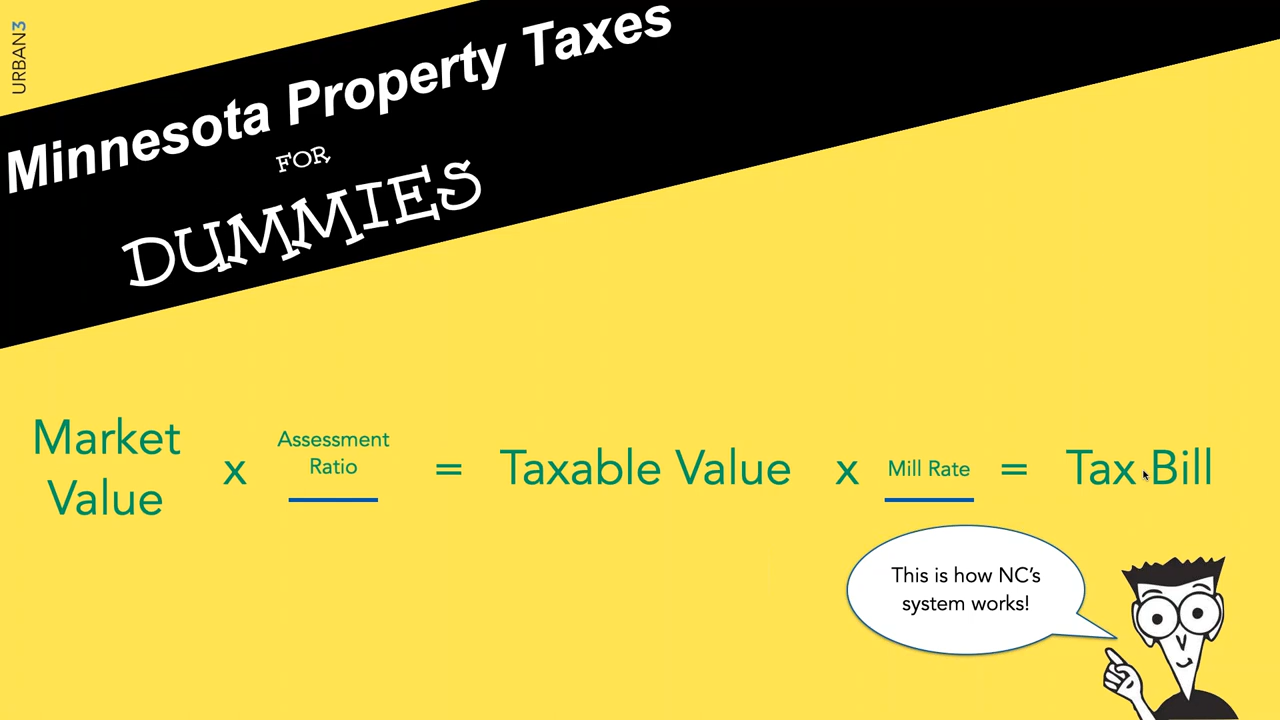 URBAN3
Minnesota Property Taxes
FOR
DUMMIES
Market
Value
x
Assessment
Ratio
=
Taxable Value
x
Mill Rate
=
Tax Bill
This is how NC's
system works!